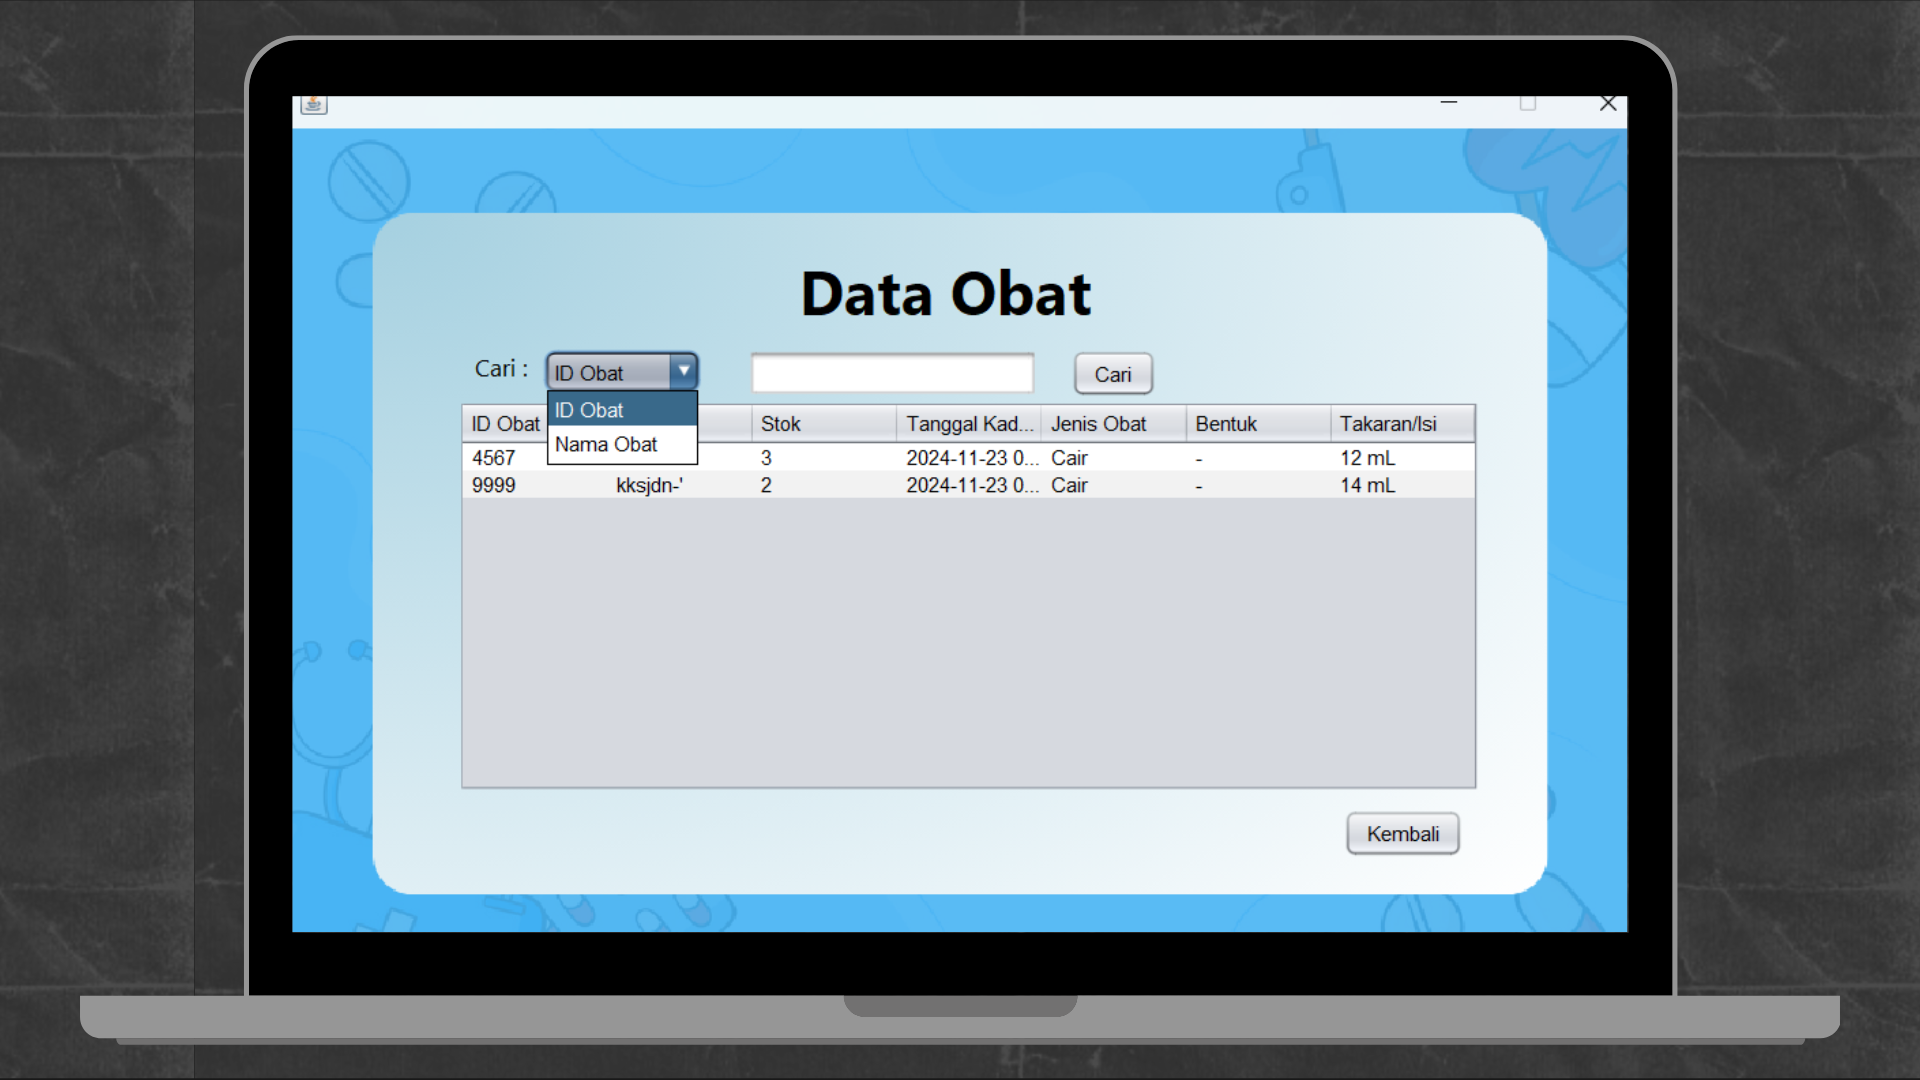 Data Obat
Cari : ID Obat Cari
ID Obat
Nama Obat
ID Obat Stok Tanggal Kad... Jenis Obat Bentuk Takaran/Isi
4567 3 2024-11-23 0... Cair - 12 mL
9999 kksjdn-' 2 2024-11-23 0... Cair - 14 mL
Kembali